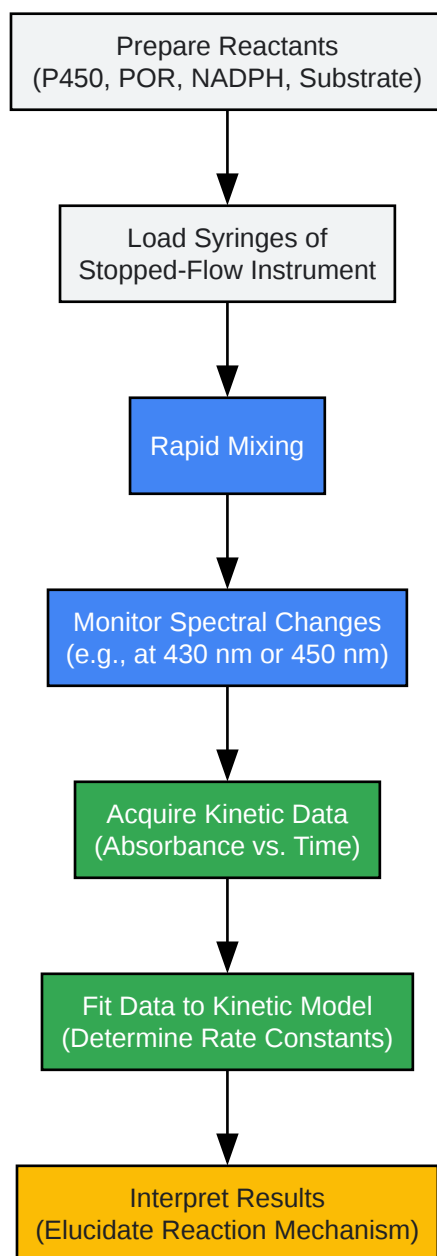 Prepare Reactants
(P450, POR, NADPH, Substrate)
Load Syringes of
Stopped-Flow Instrument
Rapid Mixing
Monitor Spectral Changes
(e.g., at 430 nm or 450 nm)
Acquire Kinetic Data
(Absorbance vs. Time)
Fit Data to Kinetic Model
(Determine Rate Constants)
Interpret Results
(Elucidate Reaction Mechanism)